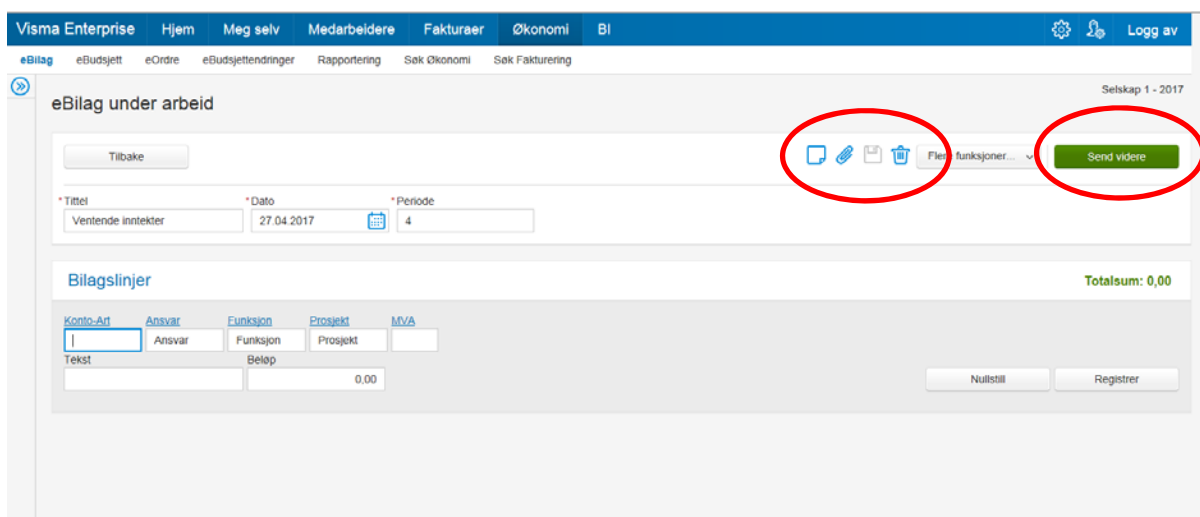 Visma Enterprise Hjem Meg selv Medarbeidere Fakturaer Økonomi BI Logg av
eBilag eBudsjett eOrdre eBudsjettendringer Rapportering Søk Økonomi Søk Fakturering
Selskap 1 - 2017
eBilag under arbeid
Tilbake Flere funksjoner... Send videre
*Tittel *Dato *Periode
Ventende inntekter 27.04.2017 4
Bilagslinjer Totalsum: 0,00
Konto-Art Ansvar Funksjon Prosjekt MVA
Ansvar Funksjon Prosjekt
Tekst Beløp
0,00 Nullstill Registrer